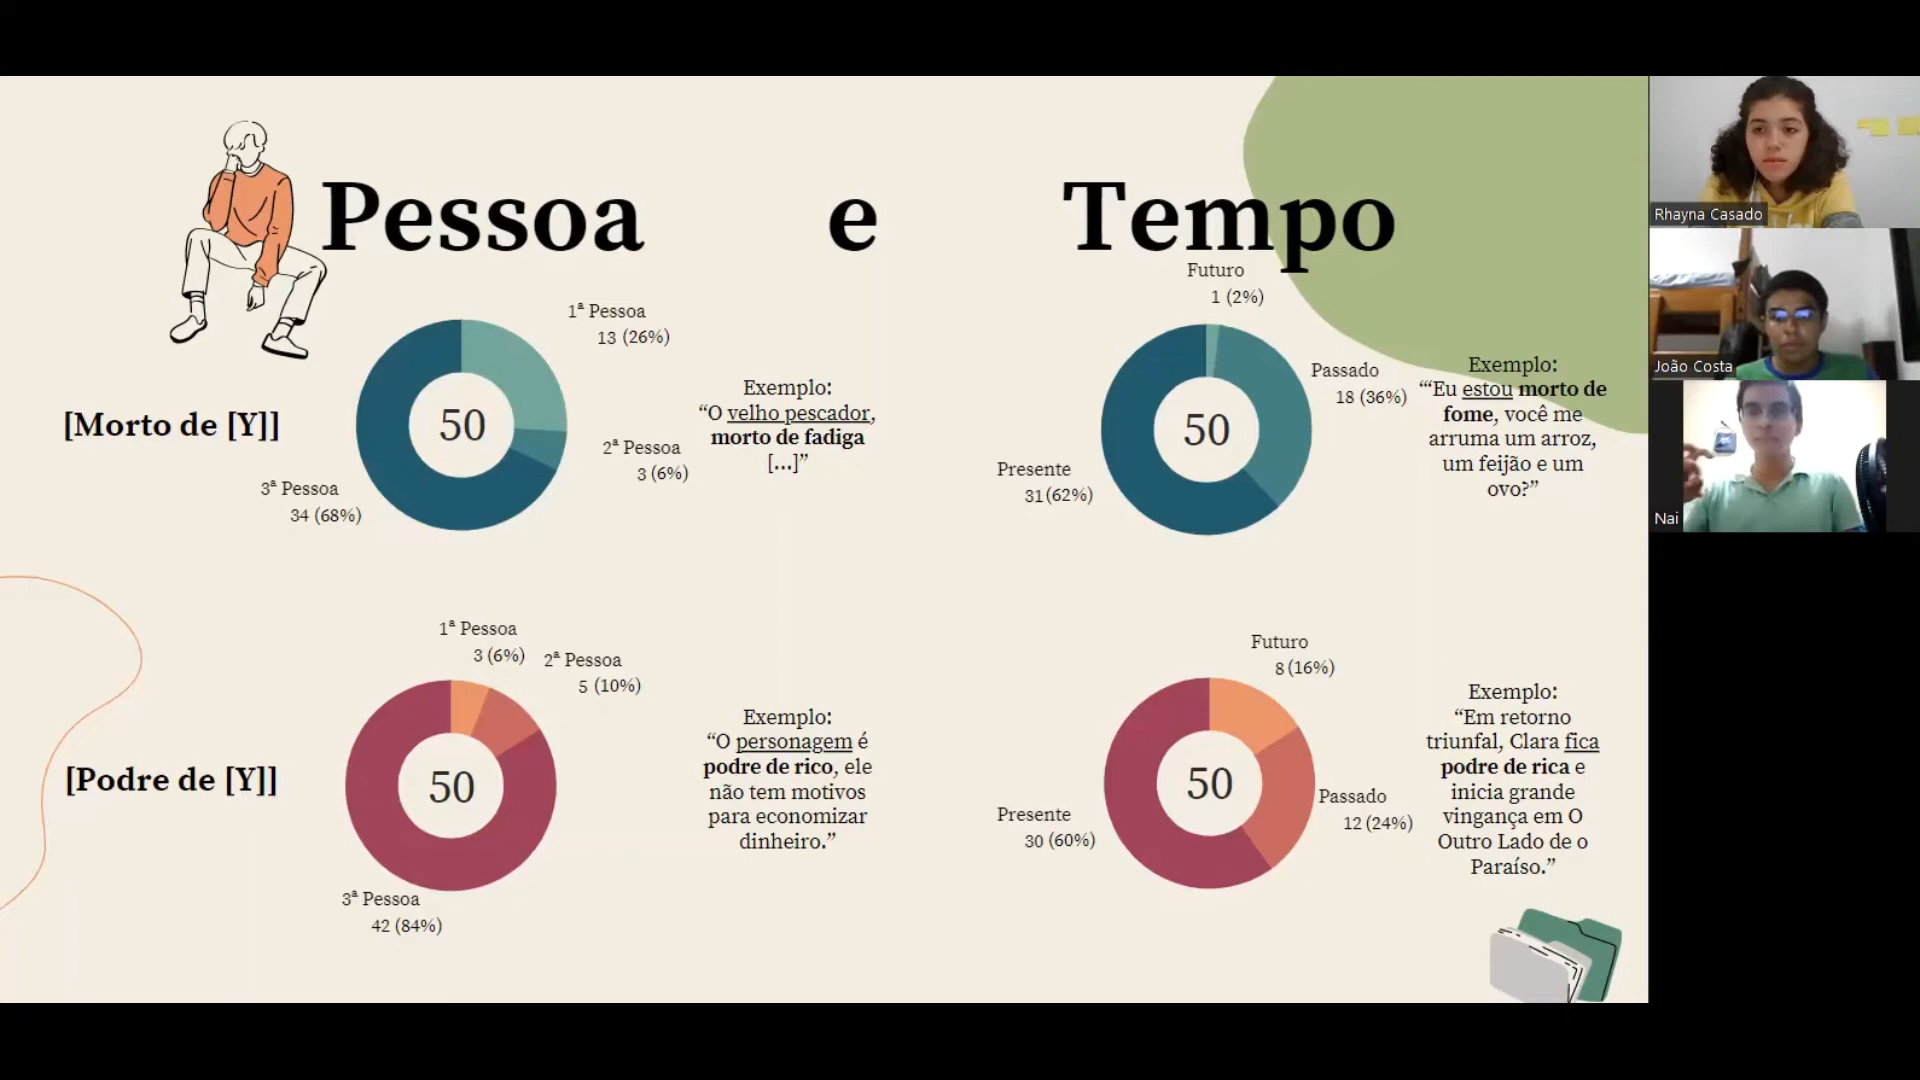 Pessoa e Tempo
[Morto de [Y]]
1ª Pessoa
13 (26%)
2ª Pessoa
3 (6%)
3ª Pessoa
34 (68%)
50
Exemplo:
“O velho pescador,
morto de fadiga
[...]”
Futuro
1 (2%)
Passado
18 (36%)
Presente
31(62%)
50
Exemplo:
“‘Eu estou morto de
fome, você me
arruma um arroz,
um feijão e um
ovo?”
[Podre de [Y]]
1ª Pessoa
3 (6%)
2ª Pessoa
5 (10%)
3ª Pessoa
42 (84%)
50
Exemplo:
“O personagem é
podre de rico, ele
não tem motivos
para economizar
dinheiro.”
Futuro
8 (16%)
Passado
12 (24%)
Presente
30 (60%)
50
Exemplo:
“Em retorno
triunfal, Clara fica
podre de rica e
inicia grande
vingança em O
Outro Lado de o
Paraíso.”
Rhayna Casado
João Costa
Nai